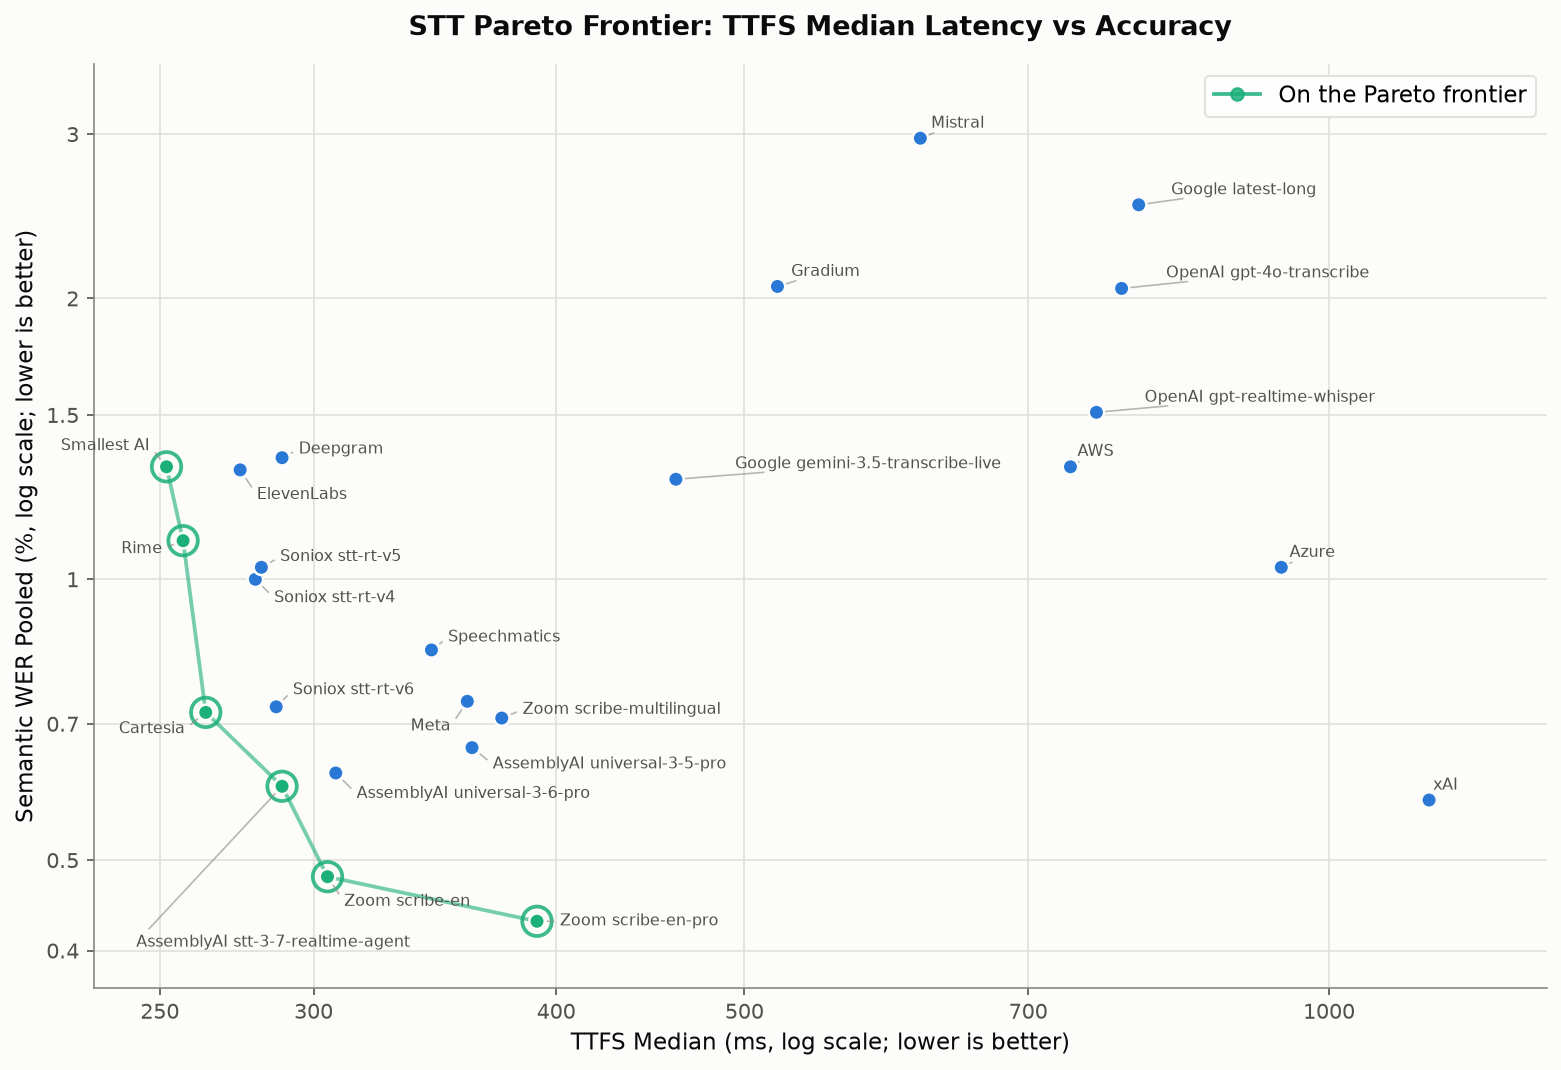 STT Pareto Frontier: TTFS Median Latency vs Accuracy
On the Pareto frontier
Semantic WER Pooled (%, log scale; lower is better)
3
2
1.5
1
0.7
0.5
0.4
Mistral
Google latest-long
Gradium
OpenAI gpt-4o-transcribe
OpenAI gpt-realtime-whisper
Smallest AI
Deepgram
AWS
Google gemini-3.5-transcribe-live
ElevenLabs
Rime
Soniox stt-rt-v5
Azure
Soniox stt-rt-v4
Speechmatics
Soniox stt-rt-v6
Zoom scribe-multilingual
Meta
Cartesia
AssemblyAI universal-3-5-pro
xAI
AssemblyAI universal-3-6-pro
Zoom scribe-en
Zoom scribe-en-pro
AssemblyAI stt-3-7-realtime-agent
250
300
400
500
700
1000
TTFS Median (ms, log scale; lower is better)